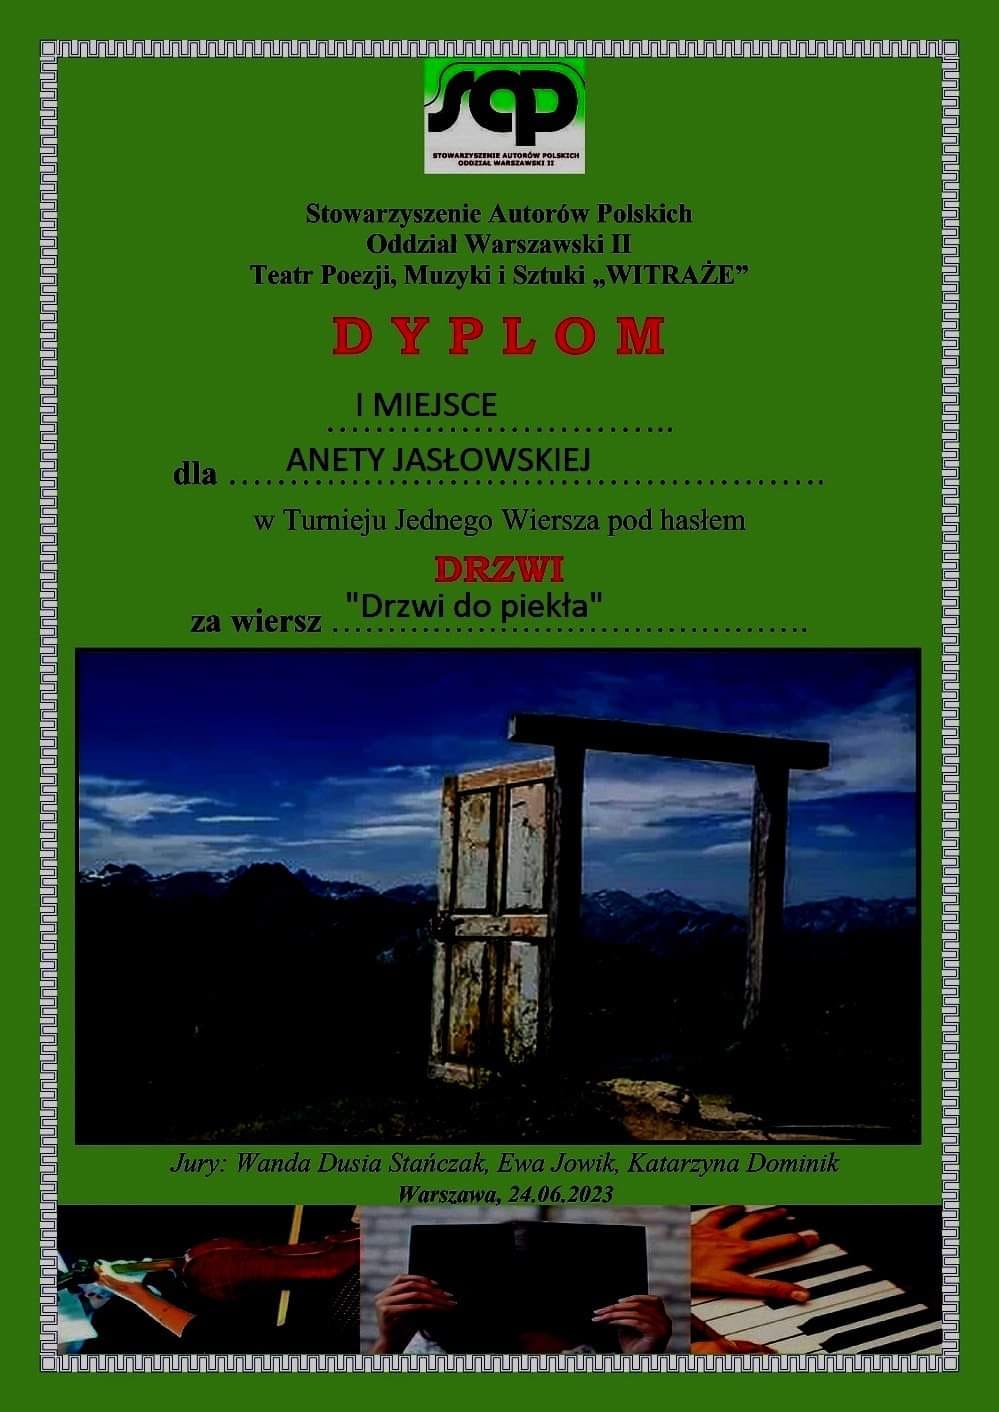 sap
STOWARZYSZENIE AUTORÓW POLSKICH
ODDZIAŁ WARSZAWSKI II
Stowarzyszenie Autorów Polskich
Oddział Warszawski II
Teatr Poezji, Muzyki i Sztuki „WITRAŻE”
DYPLOM
I MIEJSCE
dla ANETY JASŁOWSKIEJ
w Turnieju Jednego Wiersza pod hasłem
DRZWI
za wiersz "Drzwi do piekła"
Jury: Wanda Dusia Stańczak, Ewa Jowik, Katarzyna Dominik
Warszawa, 24.06.2023